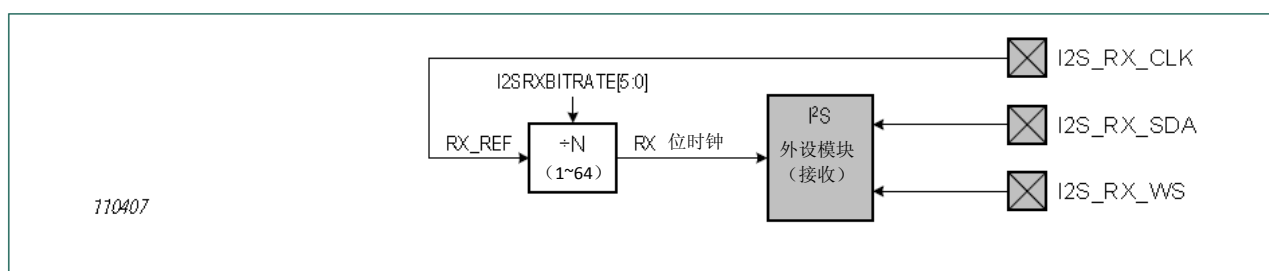 I2S_RX_CLK
I2SRXBITRATE[5:0]
I²S
I2S_RX_SDA
RX_REF
÷N
RX 位时钟
外设模块
（1~64）
（接收）
I2S_RX_WS
110407